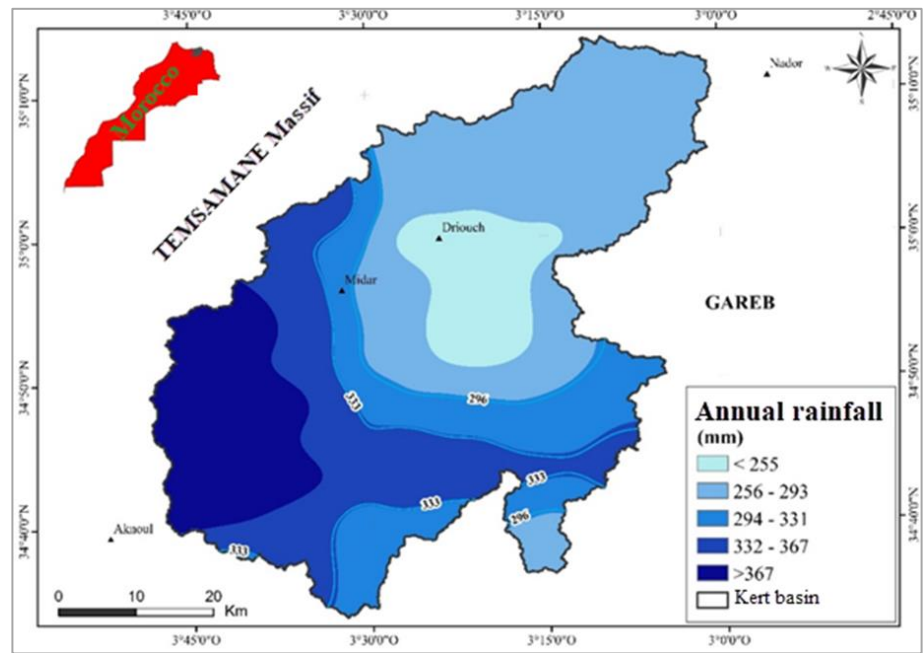 3°45'0"O 3°30'0"O 3°15'0"O 3°0'0"O 2°45'0"O
35°10'0"N
35°0'0"N
34°50'0"N
34°40'0"N
Morocco
TEMSAMANE Massif
Nador
Driouch
Midar
GAREB
333
296
333
333
296
333
Aknoul
0 10 20
Km
Annual rainfall
(mm)
< 255
256 - 293
294 - 331
332 - 367
>367
Kert basin
35°10'0"N
35°0'0"N
34°50'0"N
34°40'0"N
3°45'0"O 3°30'0"O 3°15'0"O 3°0'0"O